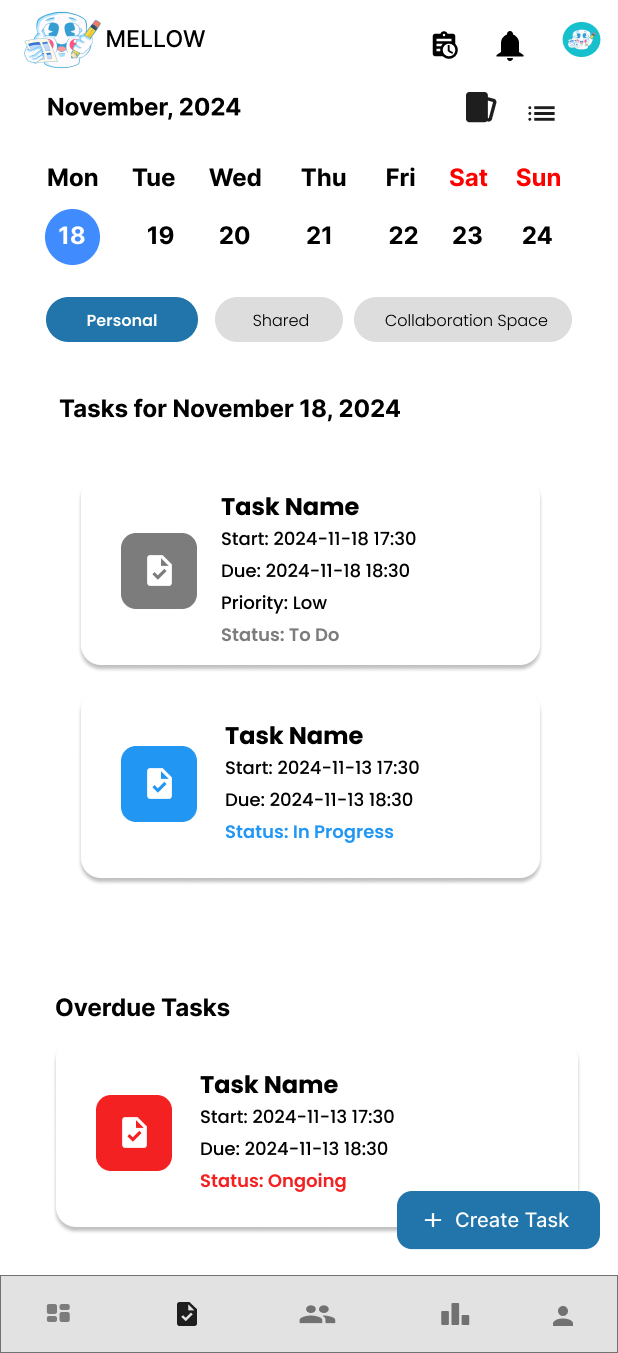 MELLOW
November, 2024
Mon Tue Wed Thu Fri Sat Sun
18 19 20 21 22 23 24
Personal Shared Collaboration Space
Tasks for November 18, 2024
Task Name
Start: 2024-11-18 17:30
Due: 2024-11-18 18:30
Priority: Low
Status: To Do
Task Name
Start: 2024-11-13 17:30
Due: 2024-11-13 18:30
Status: In Progress
Overdue Tasks
Task Name
Start: 2024-11-13 17:30
Due: 2024-11-13 18:30
Status: Ongoing
+ Create Task